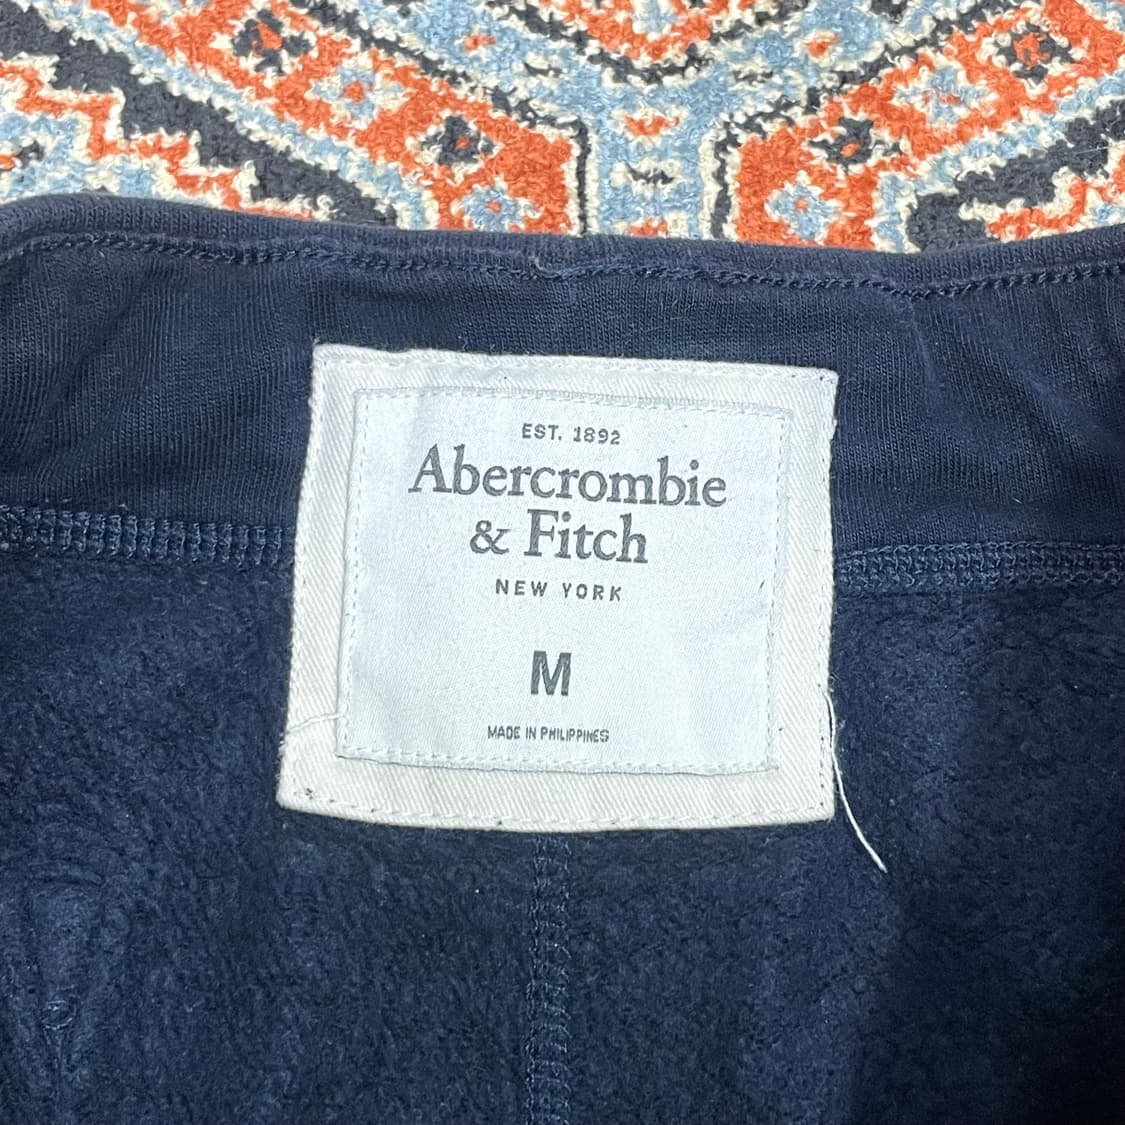 EST. 1892
Abercrombie
& Fitch
NEW YORK
M
MADE IN PHILIPPINES